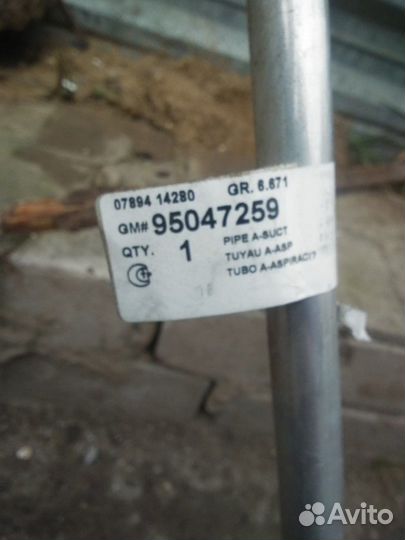 07894 14280 GR. 6.671
GM# 95047259
QTY. 1 PIPE A-SUCT
TUYAU A-ASP
TUBO A-ASPIRACI
Avito